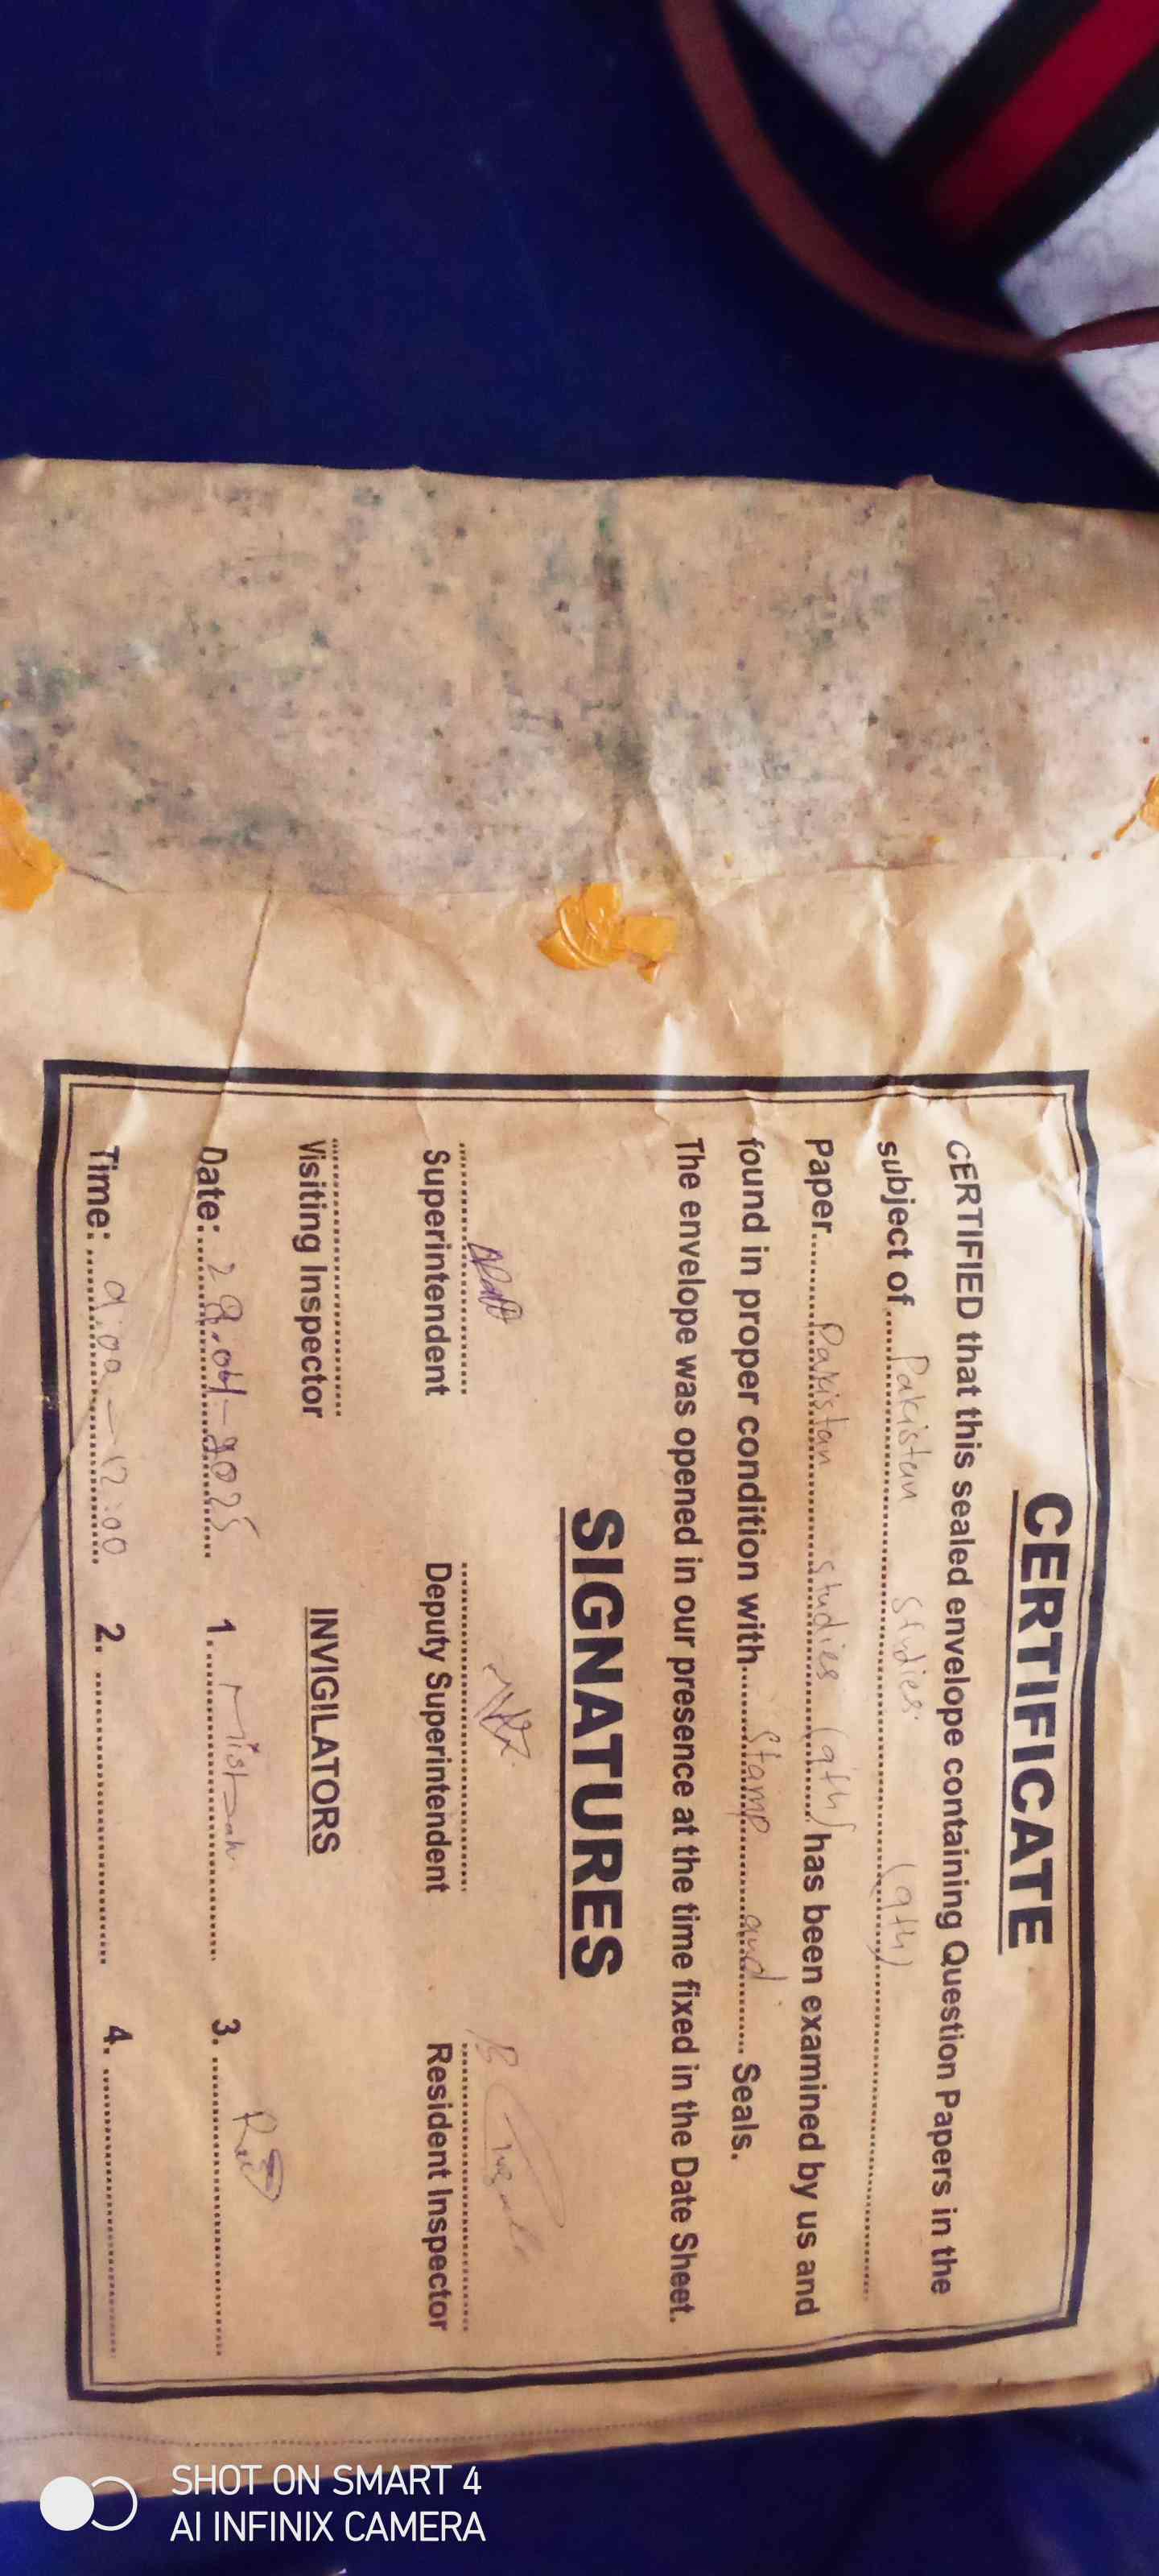 CERTIFICATE
CERTIFIED that this sealed envelope containing Question Papers in the
subject of Pakistan Studies. (9th)
Paper Pakistan studies (9th) has been examined by us and
found in proper condition with Stamp and Seals.
The envelope was opened in our presence at the time fixed in the Date Sheet.
SIGNATURES
Superintendent Deputy Superintendent Resident Inspector
Visiting Inspector INVIGILATORS
Date: 28.04-2025 1. 3.
Time: 9:00 - 12:00 2. 4.
SHOT ON SMART 4
AI INFINIX CAMERA